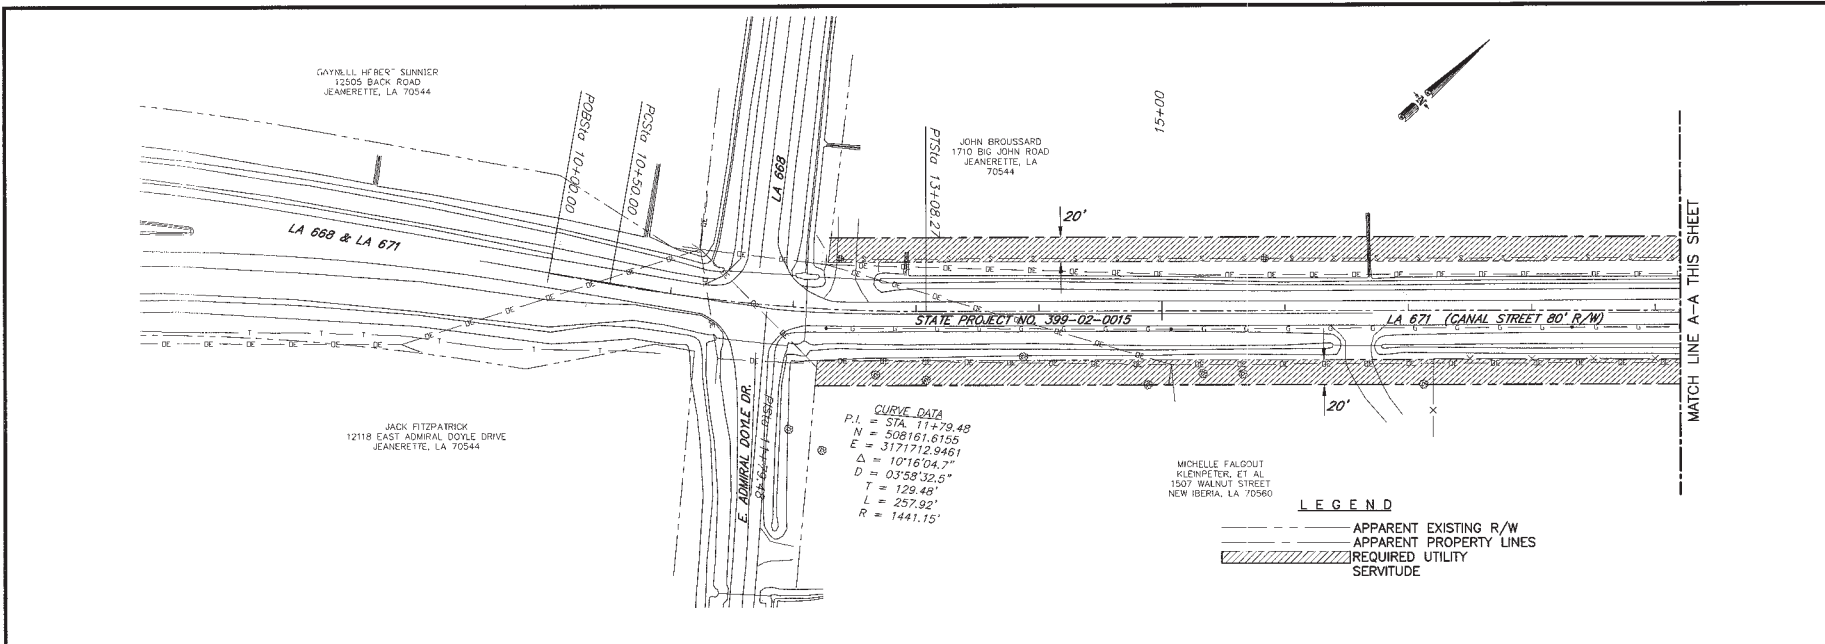 GAYNELL HEBERT SUNNIER
12505 BACK ROAD
JEANERETTE, LA 70544
POBSta 10+00.00
PCSta 10+50.00
LA 668
PTSta 13+08.27
JOHN BROUSSARD
1710 BIG JOHN ROAD
JEANERETTE, LA
70544
15+00
N
20'
LA 668 & LA 671
STATE PROJECT NO. 399-02-0015
LA 671 (CANAL STREET 80' R/W)
MATCH LINE A-A THIS SHEET
20'
JACK FITZPATRICK
12118 EAST ADMIRAL DOYLE DRIVE
JEANERETTE, LA 70544
E. ADMIRAL DOYLE DR.
PISta 11+79.48
CURVE DATA
P.I. = STA. 11+79.48
N = 508161.6155
E = 3171712.9461
Δ = 10°16'04.7"
D = 03°58'32.5"
T = 129.48'
L = 257.92'
R = 1441.15'
MICHELLE FALGOUT
KLEINPETER, ET AL
1507 WALNUT STREET
NEW IBERIA, LA 70560
LEGEND
APPARENT EXISTING R/W
APPARENT PROPERTY LINES
REQUIRED UTILITY
SERVITUDE